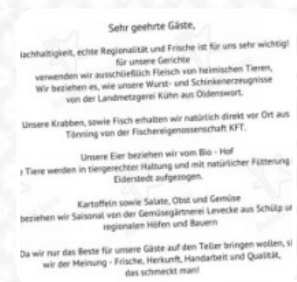 Sehr geehrte Gäste,
Nachhaltigkeit, echte Regionalität und Frische ist für uns sehr wichtig!
für unsere Gerichte
verwenden wir ausschließlich Fleisch von heimischen Tieren,
Wir beziehen es, wie unsere Wurst- und Schinkenerzeugnisse
von der Landmetzgerei Kühn aus Oldenswort.
Unsere Krabben, sowie Fisch erhalten wir natürlich direkt vor Ort aus
Tönning von der Fischereigenossenschaft KFT.
Unsere Eier beziehen wir vom Bio - Hof
r Tiere werden in tiergerechter Haltung und mit natürlicher Fütterung
Eiderstedt aufgezogen.
Kartoffeln sowie Salate, Obst und Gemüse
beziehen wir Saisonal von der Gemüsegärtnerei Levecke aus Schülp ur
regionalen Höfen und Bauern
Da wir nur das Beste für unsere Gäste auf den Teller bringen wollen, si
wir der Meinung - Frische, Herkunft, Handarbeit und Qualität,
das schmeckt man!